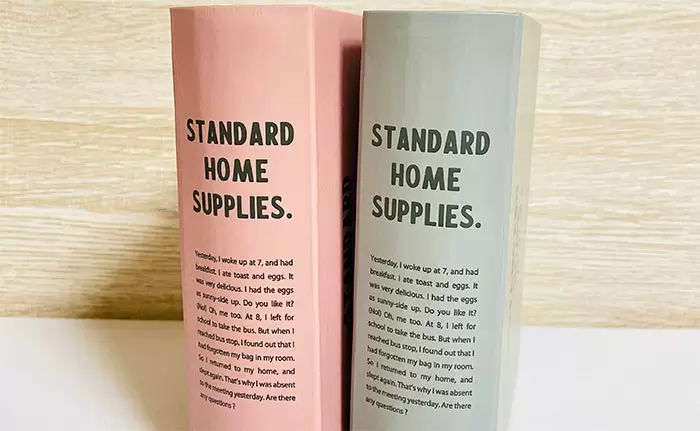 STANDARD
HOME
SUPPLIES.
Yesterday, I woke up at 7, and had
breakfast. I ate toast and eggs. It
was very delicious. I had the eggs
as sunny-side up. Do you like it?
(No!) Oh, me too. At 8, I left for
school to take the bus. But when I
reached bus stop, I found out that I
had forgotten my bag in my room.
So I returned to my home, and
slept again. That's why I was absent
to the meeting yesterday. Are there
any questions ?
STANDARD
HOME
SUPPLIES.
Yesterday, I woke up at 7, and had
breakfast. I ate toast and eggs. It
was very delicious. I had the eggs
as sunny-side up. Do you like it?
(No!) Oh, me too. At 8, I left for
school to take the bus. But when I
reached bus stop, I found out that I
had forgotten my bag in my room.
So I returned to my home, and
slept again. That's why I was absent
to the meeting yesterday. Are there
any questions ?